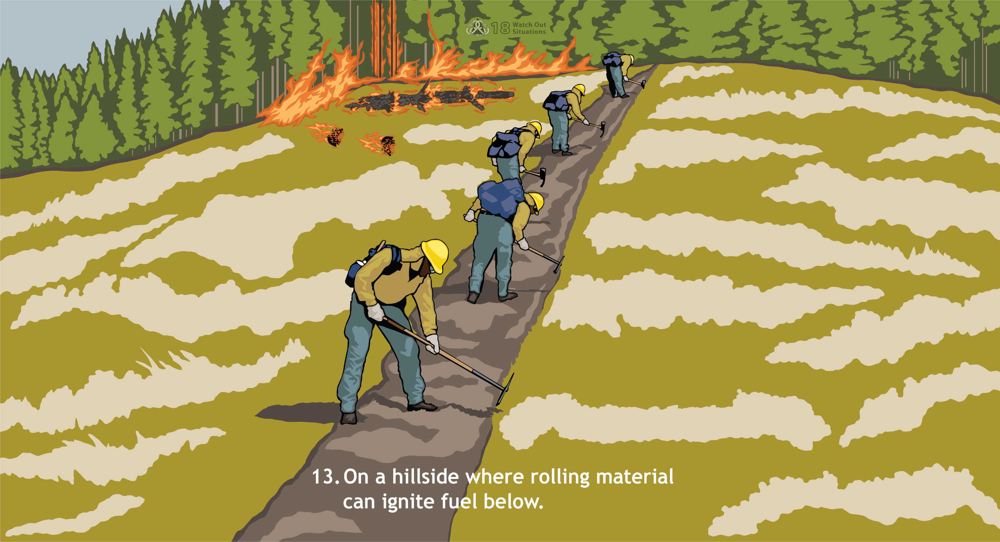 18 Watch Out
Situations
13. On a hillside where rolling material
can ignite fuel below.